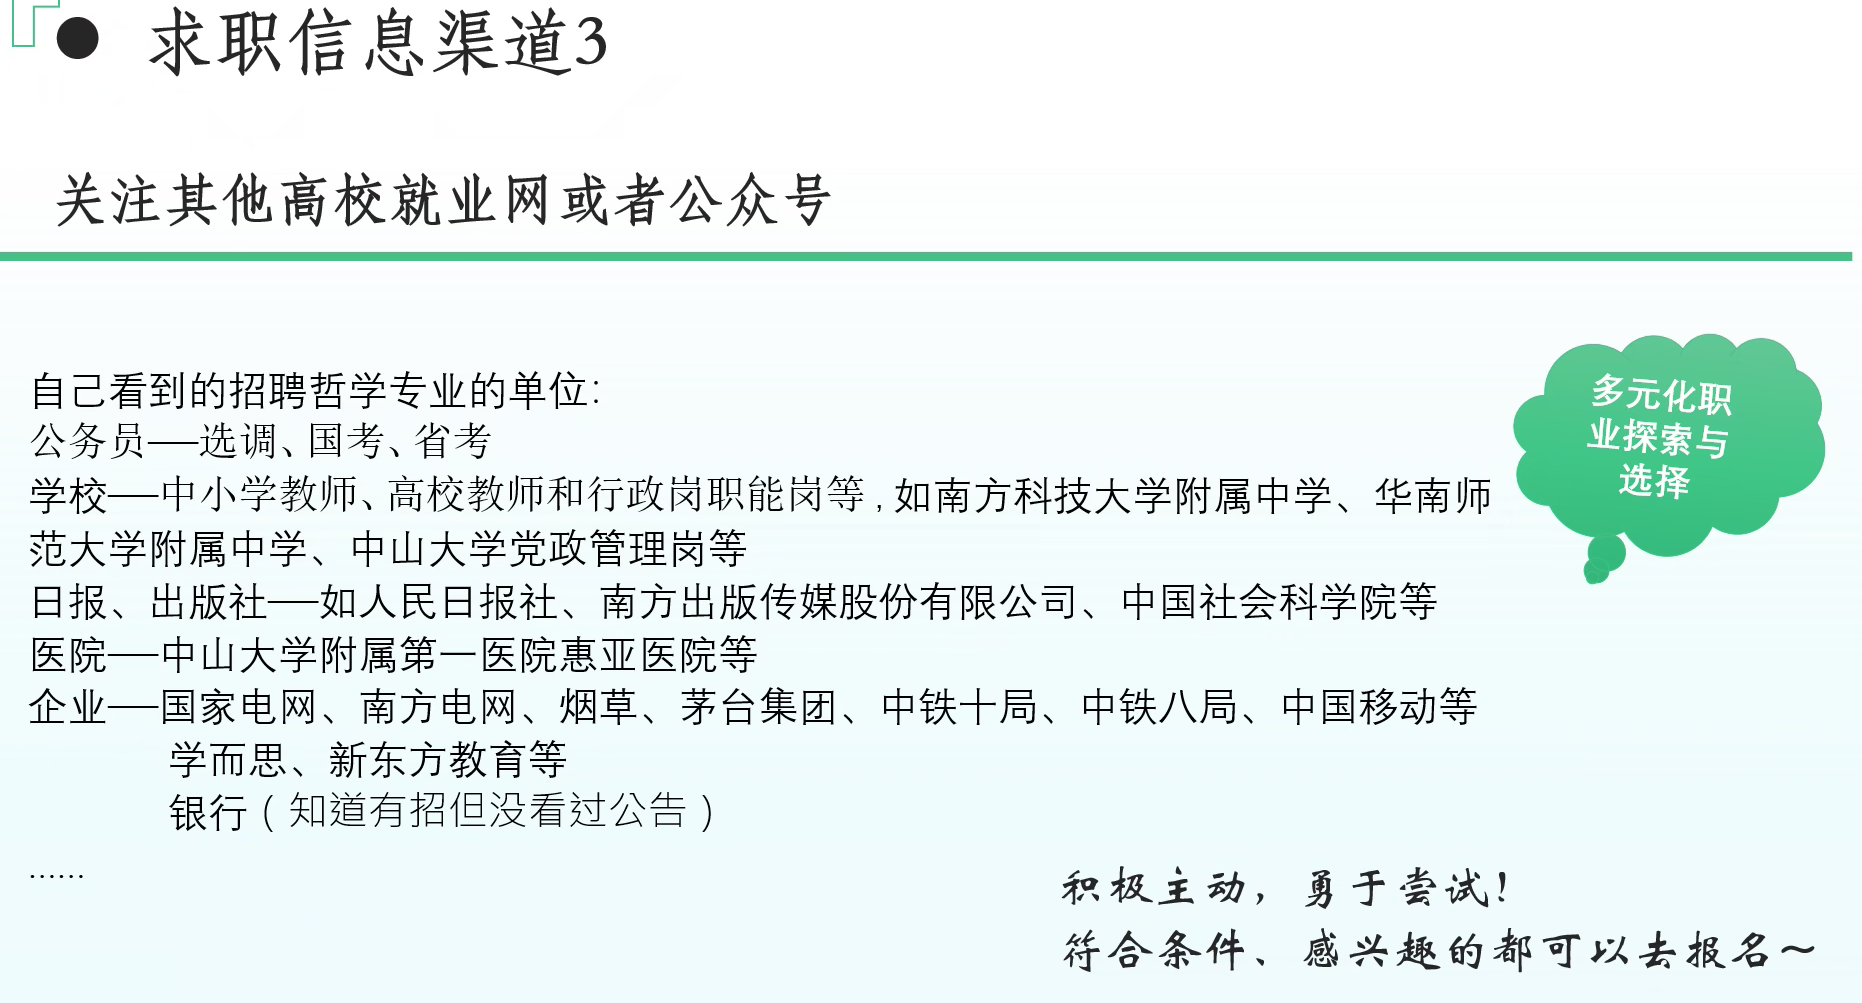 ● 求职信息渠道3
关注其他高校就业网或者公众号
自己看到的招聘哲学专业的单位：
公务员——选调、国考、省考
学校——中小学教师、高校教师和行政岗职能岗等,如南方科技大学附属中学、华南师
范大学附属中学、中山大学党政管理岗等
日报、出版社——如人民日报社、南方出版传媒股份有限公司、中国社会科学院等
医院——中山大学附属第一医院惠亚医院等
企业——国家电网、南方电网、烟草、茅台集团、中铁十局、中铁八局、中国移动等
学而思、新东方教育等
银行（知道有招但没看过公告）
......
多元化职
业探索与
选择
积极主动，勇于尝试！
符合条件、感兴趣的都可以去报名～